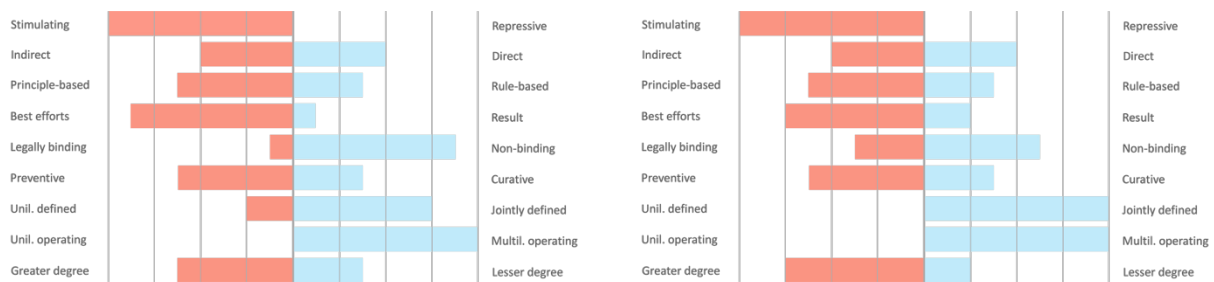 Stimulating Repressive
Indirect Direct
Principle-based Rule-based
Best efforts Result
Legally binding Non-binding
Preventive Curative
Unil. defined Jointly defined
Unil. operating Multil. operating
Greater degree Lesser degree
Stimulating Repressive
Indirect Direct
Principle-based Rule-based
Best efforts Result
Legally binding Non-binding
Preventive Curative
Unil. defined Jointly defined
Unil. operating Multil. operating
Greater degree Lesser degree